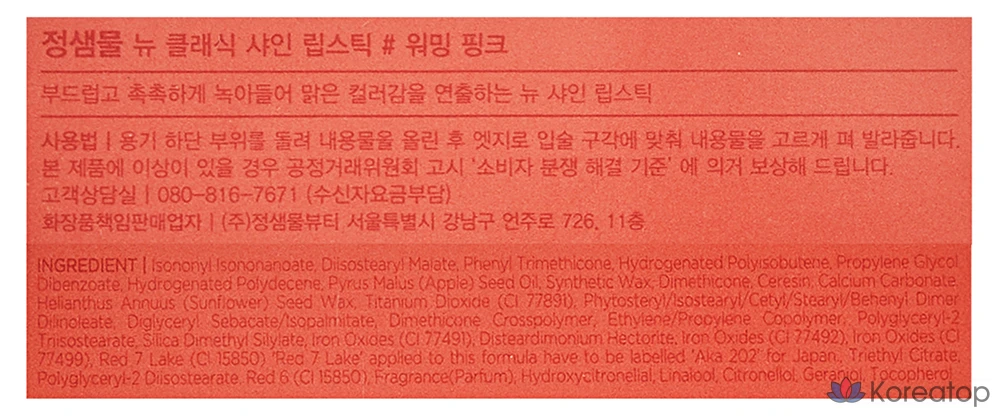 정샘물 뉴 클래식 샤인 립스틱 # 워밍 핑크
부드럽고 촉촉하게 녹아들어 맑은 컬러감을 연출하는 뉴 샤인 립스틱
사용법 | 용기 하단 부위를 돌려 내용물을 올린 후 엣지로 입술 구각에 맞춰 내용물을 고르게 펴 발라줍니다.
본 제품에 이상이 있을 경우 공정거래위원회 고시 '소비자 분쟁 해결 기준' 에 의거 보상해 드립니다.
고객상담실 | 080-816-7671 (수신자요금부담)
화장품책임판매업자 | (주)정샘물뷰티 서울특별시 강남구 언주로 726, 11층
INGREDIENT | Isononyl Isononanoate, Diisostearyl Malate, Phenyl Trimethicone, Hydrogenated Polyisobutene, Propylene Glycol
Dibenzoate, Hydrogenated Polydecene, Pyrus Malus (Apple) Seed Oil, Synthetic Wax, Dimethicone, Ceresin, Calcium Carbonate,
Helianthus Annuus (Sunflower) Seed Wax, Titanium Dioxide (CI 77891), Phytosteryl/Isostearyl/Cetyl/Stearyl/Behenyl Dimer
Dilinoleate, Diglyceryl Sebacate/Isopalmitate, Dimethicone Crosspolymer, Ethylene/Propylene Copolymer, Polyglyceryl-2
Triisostearate, Silica Dimethyl Silylate, Iron Oxides (CI 77491), Disteardimonium Hectorite, Iron Oxides (CI 77492), Iron Oxides (CI
77499), Red 7 Lake (CI 15850) 'Red 7 Lake' applied to this formula have to be labelled 'Aka 202' for Japan., Triethyl Citrate,
Polyglyceryl-2 Diisostearate, Red 6 (CI 15850), Fragrance(Parfum), Hydroxycitronellal, Linalool, Citronellol, Geraniol, Tocopherol
Koreatop